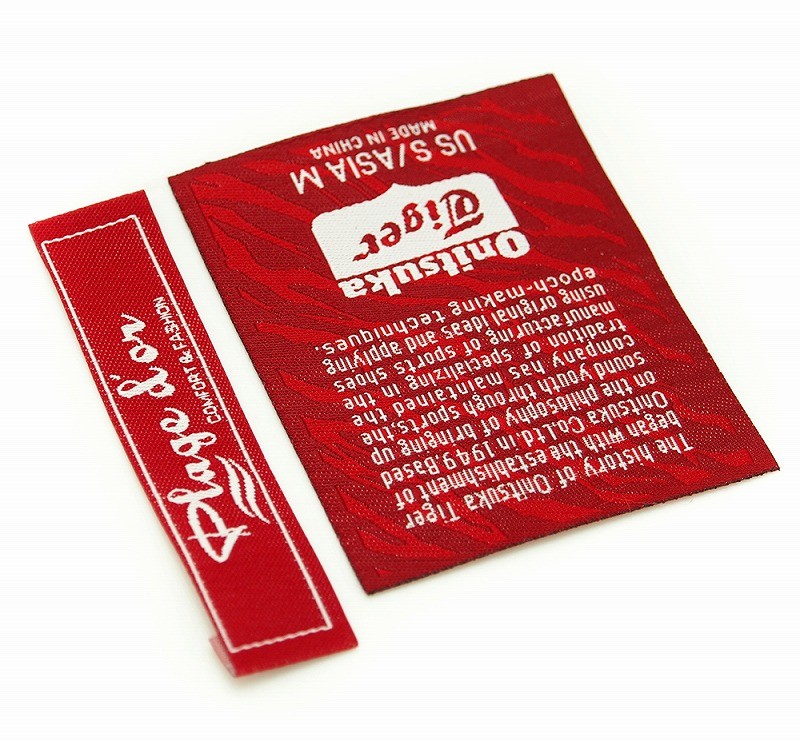 Plage d'or
COMFORT & FASHION
The history of Onitsuka Tiger
began with the establishment of
Onitsuka Co.Ltd.in 1949.Based
on the philosophy of bringing up
sound youth through sports,the
company has maintained the
tradition of specializing in the
manufacturing of sports shoes
using original ideas and applying
epoch-making techniques.
Onitsuka
Tiger
US S/ASIA M
MADE IN CHINA